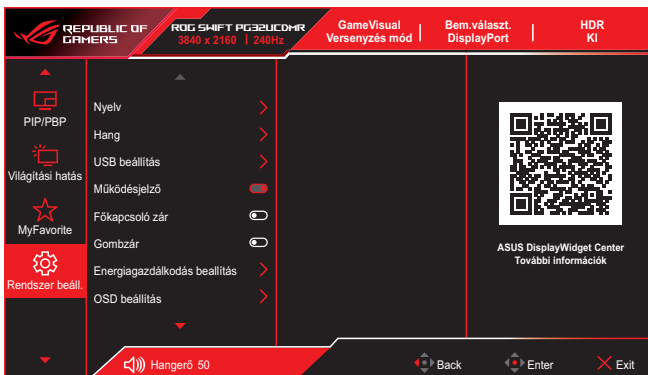 REPUBLIC OF
GAMERS
ROG SWIFT PG32UCDMR
3840 x 2160 | 240Hz
GameVisual
Versenyzés mód
Bem.választ.
DisplayPort
HDR
KI
PIP/PBP
Világítási hatás
MyFavorite
Rendszer beáll.
Nyelv
Hang
USB beállítás
Működésjelző
Főkapcsoló zár
Gombzár
Energiagazdálkodás beallítás
OSD beállítás
ASUS DisplayWidget Center
További információk
Hangerő 50
Back
Enter
Exit